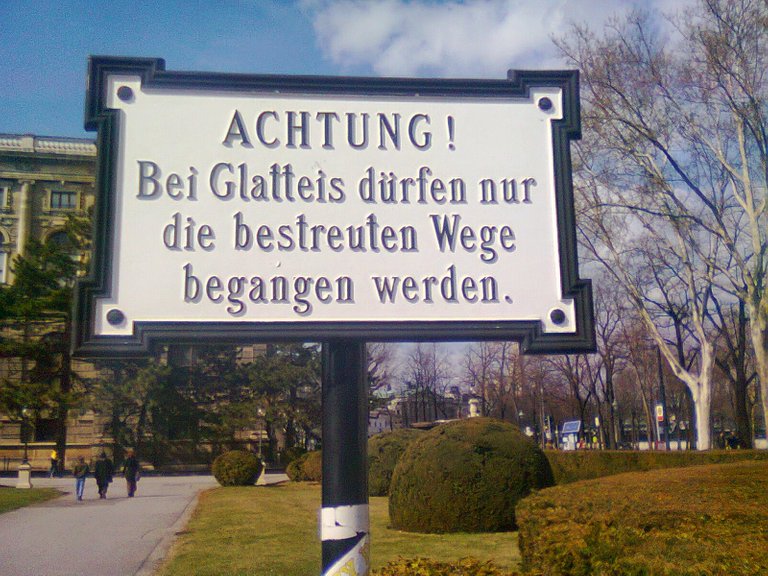 ACHTUNG!
Bei Glatteis dürfen nur
die bestreuten Wege
begangen werden.